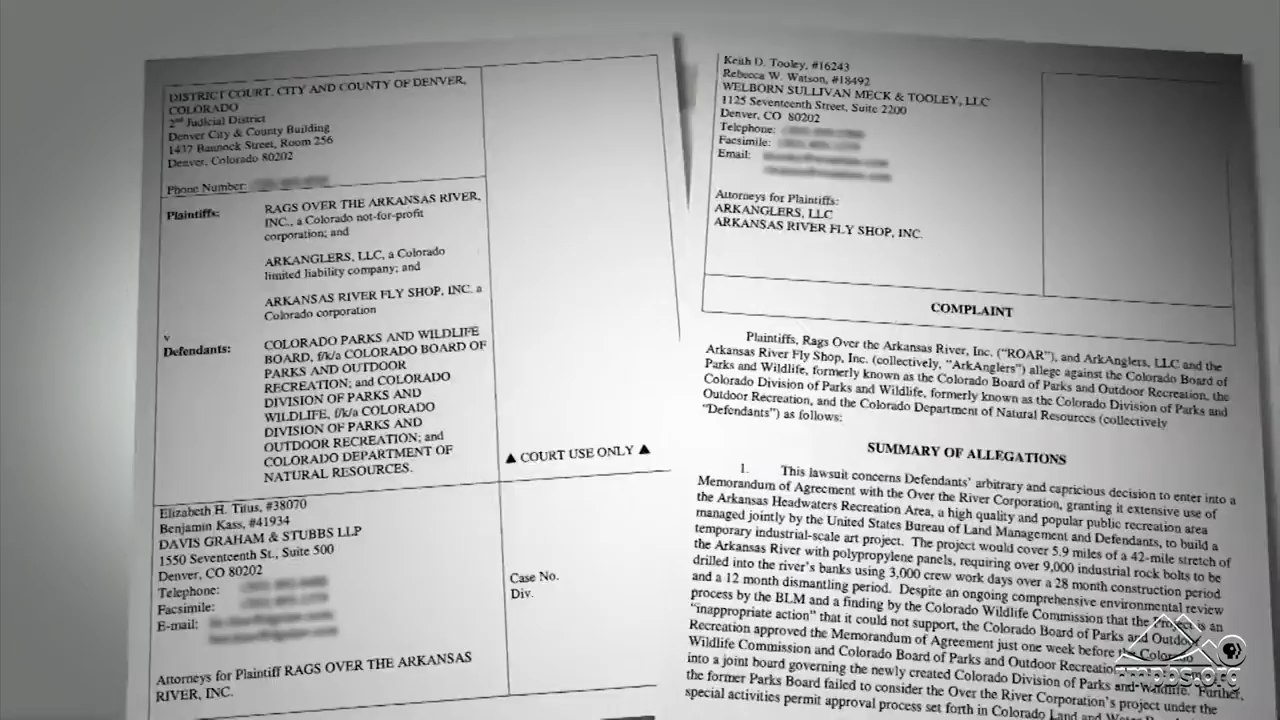 DISTRICT COURT, CITY AND COUNTY OF DENVER,
COLORADO
2nd Judicial District
Denver City & County Building
1437 Bannock Street, Room 256
Denver, Colorado 80202
Phone Number:
Plaintiffs:
RAGS OVER THE ARKANSAS RIVER,
INC., a Colorado not-for-profit
corporation; and
ARKANGLERS, LLC, a Colorado
limited liability company; and
ARKANSAS RIVER FLY SHOP, INC. a
Colorado corporation
v
Defendants:
COLORADO PARKS AND WILDLIFE
BOARD, f/k/a COLORADO BOARD OF
PARKS AND OUTDOOR
RECREATION; and COLORADO
DIVISION OF PARKS AND
WILDLIFE, f/k/a COLORADO
DIVISION OF PARKS AND
OUTDOOR RECREATION; and
COLORADO DEPARTMENT OF
NATURAL RESOURCES.
▲ COURT USE ONLY ▲
Elizabeth H. Titus, #38070
Benjamin Kass, #41934
DAVIS GRAHAM & STUBBS LLP
1550 Seventeenth St., Suite 500
Denver, CO 80202
Telephone:
Facsimile:
E-mail:
Attorneys for Plaintiff RAGS OVER THE ARKANSAS
RIVER, INC.
Case No.
Div.
Keith D. Tooley, #16243
Rebecca W. Watson, #18492
WELBORN SULLIVAN MECK & TOOLEY, LLC
1125 Seventeenth Street, Suite 2200
Denver, CO 80202
Telephone:
Facsimile:
Email:
Attorneys for Plaintiffs:
ARKANGLERS, LLC
ARKANSAS RIVER FLY SHOP, INC.
COMPLAINT
Plaintiffs, Rags Over the Arkansas River, Inc. ("ROAR"), and ArkAnglers, LLC and the
Arkansas River Fly Shop, Inc. (collectively, "ArkAnglers") allege against the Colorado Board of
Parks and Wildlife, formerly known as the Colorado Board of Parks and Outdoor Recreation, the
Colorado Division of Parks and Wildlife, formerly known as the Colorado Division of Parks and
Outdoor Recreation, and the Colorado Department of Natural Resources (collectively
"Defendants") as follows:
SUMMARY OF ALLEGATIONS
1. This lawsuit concerns Defendants' arbitrary and capricious decision to enter into a
Memorandum of Agreement with the Over the River Corporation, granting it extensive use of
the Arkansas Headwaters Recreation Area, a high quality and popular public recreation area
managed jointly by the United States Bureau of Land Management and Defendants, to build a
temporary industrial-scale art project. The project would cover 5.9 miles of a 42-mile stretch of
the Arkansas River with polypropylene panels, requiring over 9,000 industrial rock bolts to be
drilled into the river's banks using 3,000 crew work days over a 28 month construction period
and a 12 month dismantling period. Despite an ongoing comprehensive environmental review
process by the BLM and a finding by the Colorado Wildlife Commission that the Project is an
"inappropriate action" that it could not support, the Colorado Board of Parks and Outdoor
Recreation approved the Memorandum of Agreement just one week before the Colorado
Wildlife Commission and Colorado Board of Parks and Outdoor Recreation
into a joint board governing the newly created Colorado Division of Parks and Wildlife. Further,
the former Parks Board failed to consider the Over the River Corporation's project under the
special activities permit approval process set forth in Colorado Land and
rmpbs.org
PBS